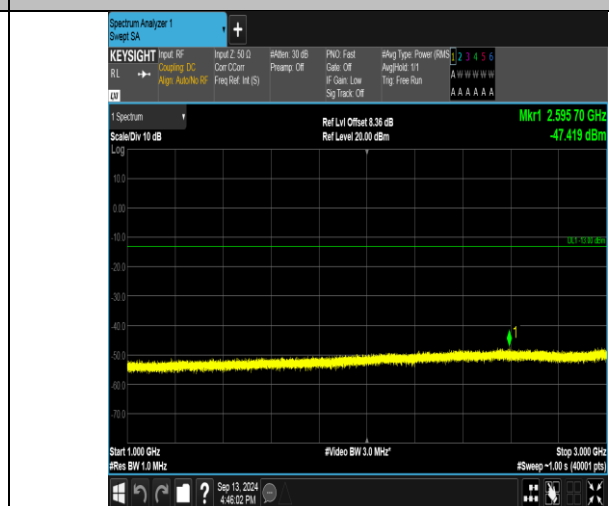 Spectrum Analyzer 1
Swept SA
+
KEYSIGHT
RL
LXI
Input: RF
Coupling: DC
Align: Auto/No RF
Input Z: 50 Ω
Corr CCorr
Freq Ref: Int (S)
#Atten: 30 dB
Preamp: Off
PNO: Fast
Gate: Off
IF Gain: Low
Sig Track: Off
#Avg Type: Power (RMS
Avg|Hold: 1/1
Trig: Free Run
1 2 3 4 5 6
A W W W W W
A A A A A A
1 Spectrum
Scale/Div 10 dB
Ref Lvl Offset 8.36 dB
Ref Level 20.00 dBm
Mkr1 2.595 70 GHz
-47.419 dBm
Log
10.0
0.00
-10.0
DL1 -13.00 dBm
-20.0
-30.0
-40.0
1
-50.0
-60.0
-70.0
Start 1.000 GHz
#Video BW 3.0 MHz*
Stop 3.000 GHz
#Res BW 1.0 MHz
#Sweep ~1.00 s (40001 pts)
?
Sep 13, 2024
4:46:02 PM